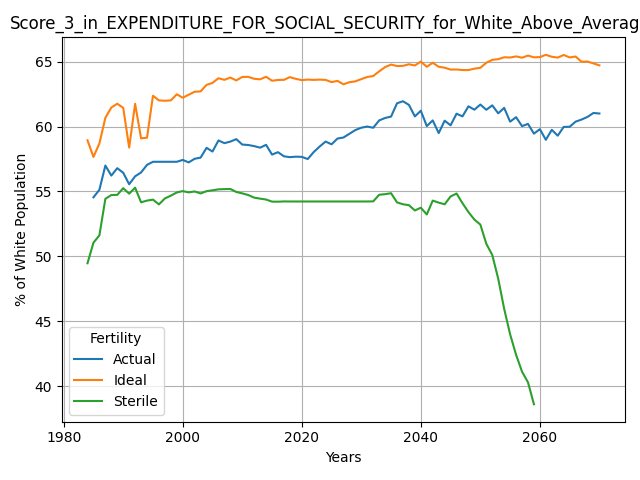 Score_3_in_EXPENDITURE_FOR_SOCIAL_SECURITY_for_White_Above_Averag
% of White Population
65
60
55
50
45
40
Fertility
Actual
Ideal
Sterile
1980 2000 2020 2040 2060
Years